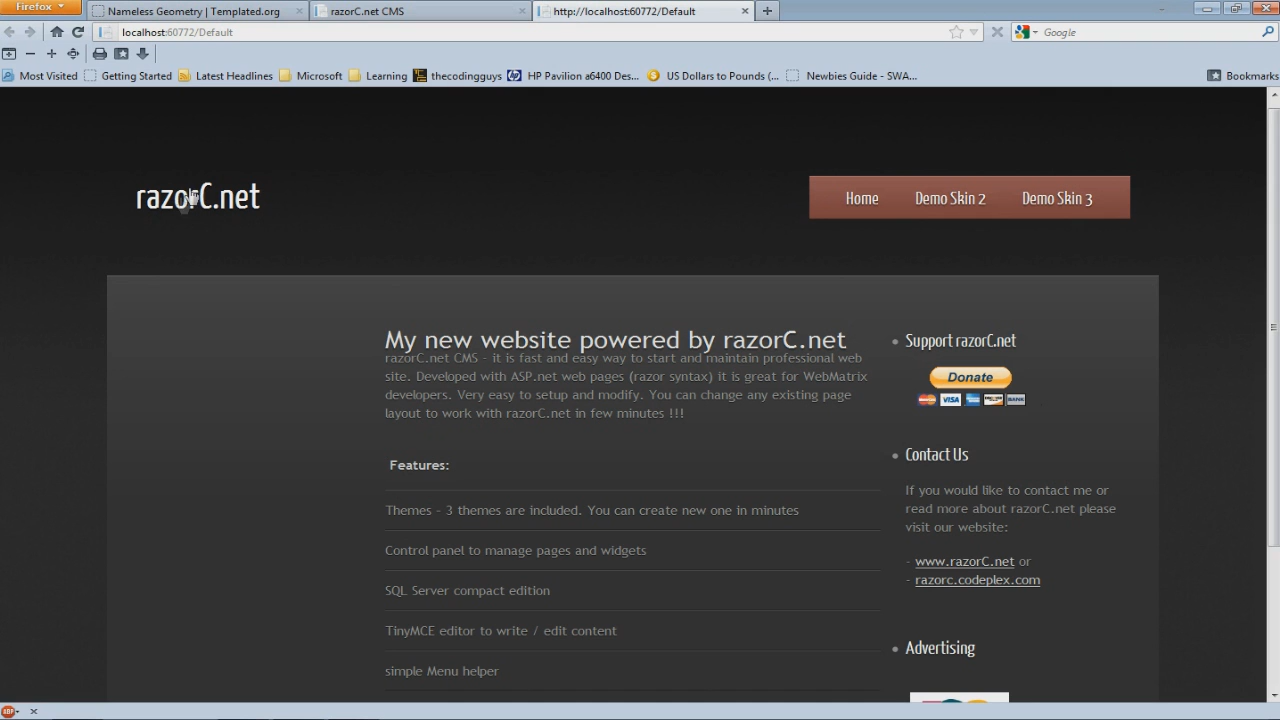 Firefox
Nameless Geometry | Templated.org
razorC.net CMS
http://localhost:60772/Default
localhost:60772/Default
Google
Most Visited
Getting Started
Latest Headlines
Microsoft
Learning
thecodingguys
HP Pavilion a6400 Des...
US Dollars to Pounds (...
Newbies Guide - SWA...
Bookmarks
razorC.net
Home
Demo Skin 2
Demo Skin 3
My new website powered by razorC.net
razorC.net CMS - it is fast and easy way to start and maintain professional web
site. Developed with ASP.net web pages (razor syntax) it is great for WebMatrix
developers. Very easy to setup and modify. You can change any existing page
layout to work with razorC.net in few minutes !!!
Features:
Themes - 3 themes are included. You can create new one in minutes
Control panel to manage pages and widgets
SQL Server compact edition
TinyMCE editor to write / edit content
simple Menu helper
Support razorC.net
Donate
VISA
BANK
Contact Us
If you would like to contact me or
read more about razorC.net please
visit our website:
- www.razorC.net or
- razorc.codeplex.com
Advertising
ABP